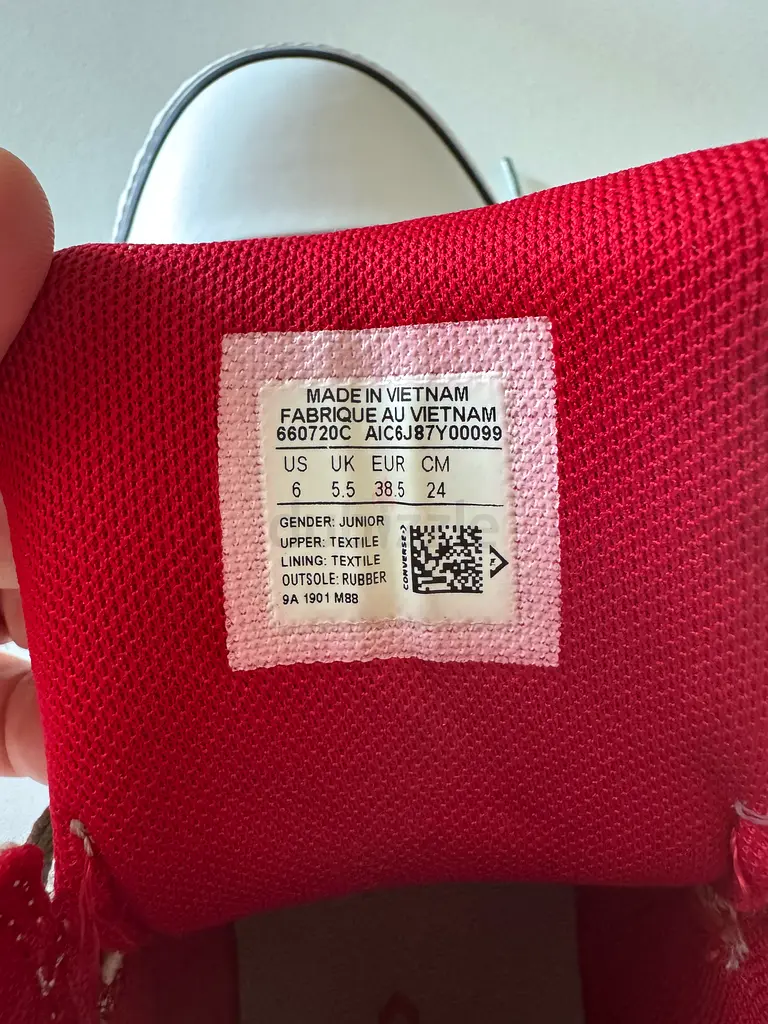 MADE IN VIETNAM
FABRIQUE AU VIETNAM
660720C AIC6J87Y00099
US UK EUR CM
6 5.5 38.5 24
GENDER: JUNIOR
UPPER: TEXTILE
LINING: TEXTILE
OUTSOLE: RUBBER
9A 1901 M88
CONVERSE